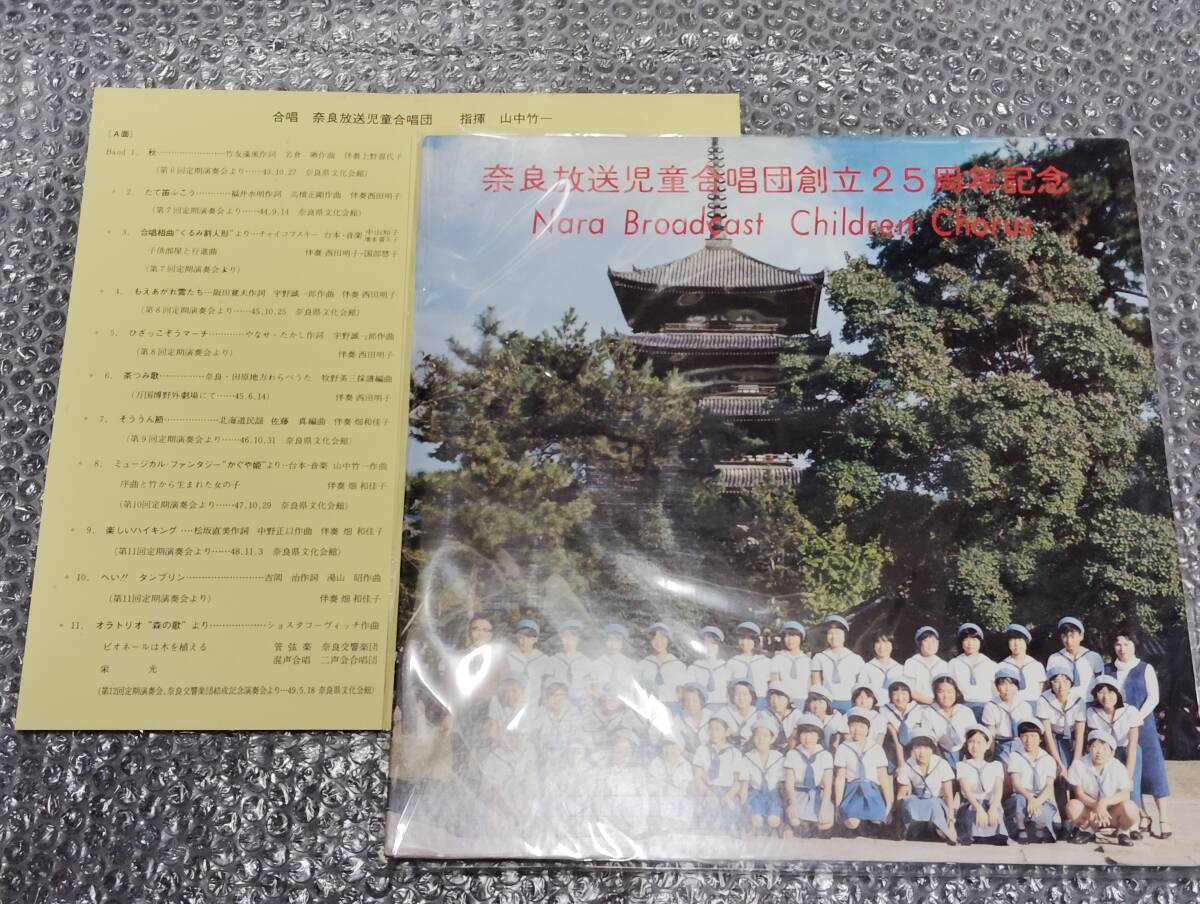 合唱 奈良放送児童合唱団 指揮 山中竹一
〔A面〕
Band 1. 秋……………………竹友藻風作詞 作曲 伴奏上野喜代子
(第6回定期演奏会より……43.10.27 奈良県文化会館)
〃 2. たて笛ふこう…………福井水明作詞 高橋正剛作曲 伴奏西田明子
(第7回定期演奏会より……44.9.14 奈良県文化会館)
〃 3. 合唱組曲"くるみ割人形"より…チャイコフスキー 台本・音楽 中山知子
子供部屋と行進曲 伴奏 西田明子・国部悠子
(第7回定期演奏会より)
〃 4. もえあがれ雲たち…阪田寛夫作詞 宇野誠一郎作曲 伴奏 西田明子
(第8回定期演奏会より……45.10.25 奈良県文化会館)
〃 5. ひざっこぞうマーチ…………やなせ・たかし作詞 宇野誠一郎作曲
(第8回定期演奏会より) 伴奏 西田明子
〃 6. 茶つみ歌……………奈良・田原地方わらべうた 牧野英三採譜編曲
(万国博野外劇場にて……45.6.14) 伴奏 西田明子
〃 7. そううん節………………北海道民謡 佐藤 真編曲 伴奏 畑和佳子
(第9回定期演奏会より……46.10.31 奈良県文化会館)
〃 8. ミュージカル・ファンタジー"かぐや姫"より…台本・音楽 山中竹一作曲
序曲と竹から生まれた女の子 伴奏 畑 和佳子
(第10回定期演奏会より……47.10.29 奈良県文化会館)
〃 9. 楽しいハイキング…松坂直美作詞 中野正以作曲 伴奏 畑 和佳子
(第11回定期演奏会より……48.11.3 奈良県文化会館)
〃 10. へい!! タンブリン………………………吉岡 治作詞 湯山 昭作曲
(第11回定期演奏会より) 伴奏 畑 和佳子
〃 11. オラトリオ"森の歌"より………………ショスタコーヴィッチ作曲
ピオネールは木を植える 管弦楽 奈良交響楽団
栄 光 混声合唱 二声会合唱団
(第12回定期演奏会、奈良交響楽団結成記念演奏会より…49.5.18 奈良県文化会館)
奈良放送児童合唱団創立25周年記念
Nara Broadcast Children Chorus